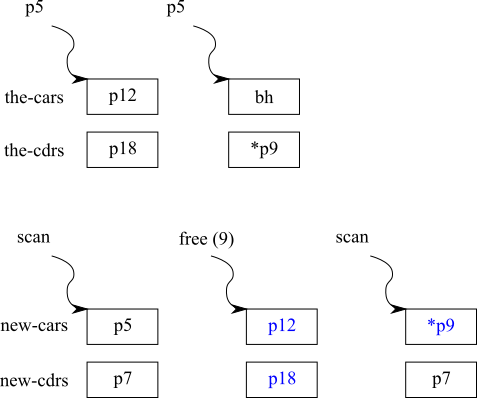 p5 p5
the-cars p12 bh
the-cdrs p18 *p9
scan free (9) scan
new-cars p5 p12 *p9
new-cdrs p7 p18 p7